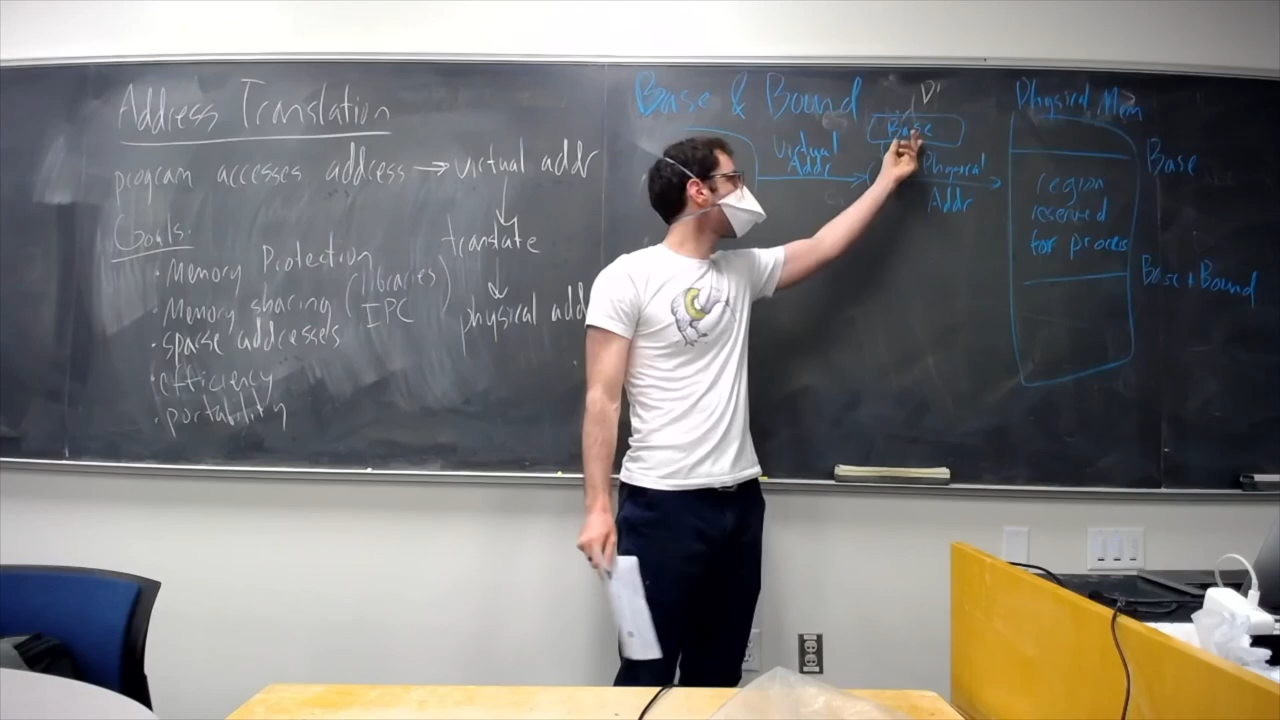 Address Translation
program accesses address → virtual addr
translate
physical add
Goals:
· Memory Protection
· Memory sharing (libraries
IPC)
· sparse addresses
· efficiency
· portability
Base & Bound
Virtual
Addr
Base
Physical
Addr
Physical Mem
region
reserved
for process
Base
Base + Bound